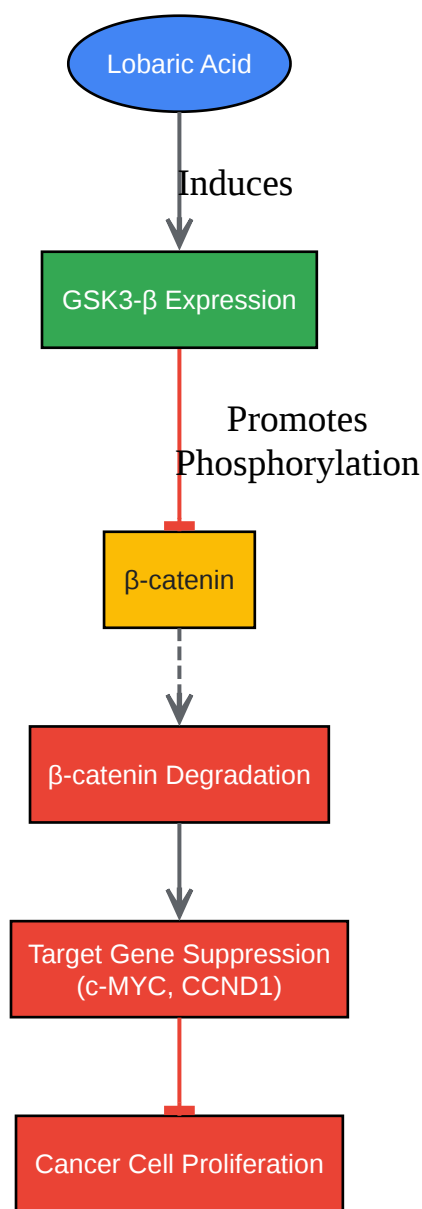 Lobaric Acid
Induces
GSK3-β Expression
Promotes
Phosphorylation
β-catenin
β-catenin Degradation
Target Gene Suppression
(c-MYC, CCND1)
Cancer Cell Proliferation